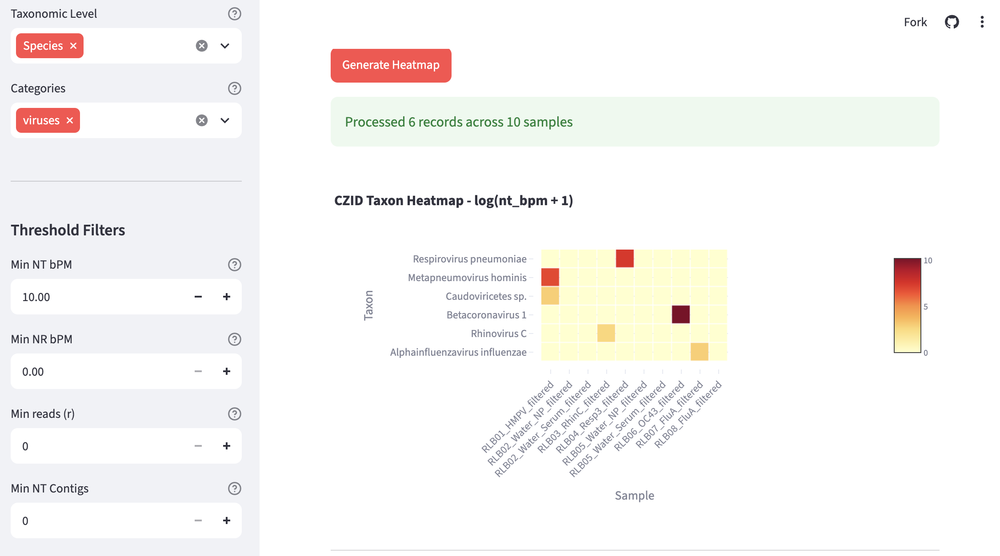 Taxonomic Level
Species
Categories
viruses
Threshold Filters
Min NT bPM
10.00
Min NR bPM
0.00
Min reads (r)
0
Min NT Contigs
0
Fork
Generate Heatmap
Processed 6 records across 10 samples
CZID Taxon Heatmap - log(nt_bpm + 1)
Taxon
Respirovirus pneumoniae
Metapneumovirus hominis
Caudoviricetes sp.
Betacoronavirus 1
Rhinovirus C
Alphainfluenzavirus influenzae
10
5
0
RLB01_HMPV_filtered
RLB02_Water_NP_filtered
RLB02_Water_Serum_filtered
RLB03_RhinC_filtered
RLB04_Resp3_filtered
RLB05_Water_NP_filtered
RLB05_Water_Serum_filtered
RLB06_OC43_filtered
RLB07_FluA_filtered
RLB08_FluA_filtered
Sample